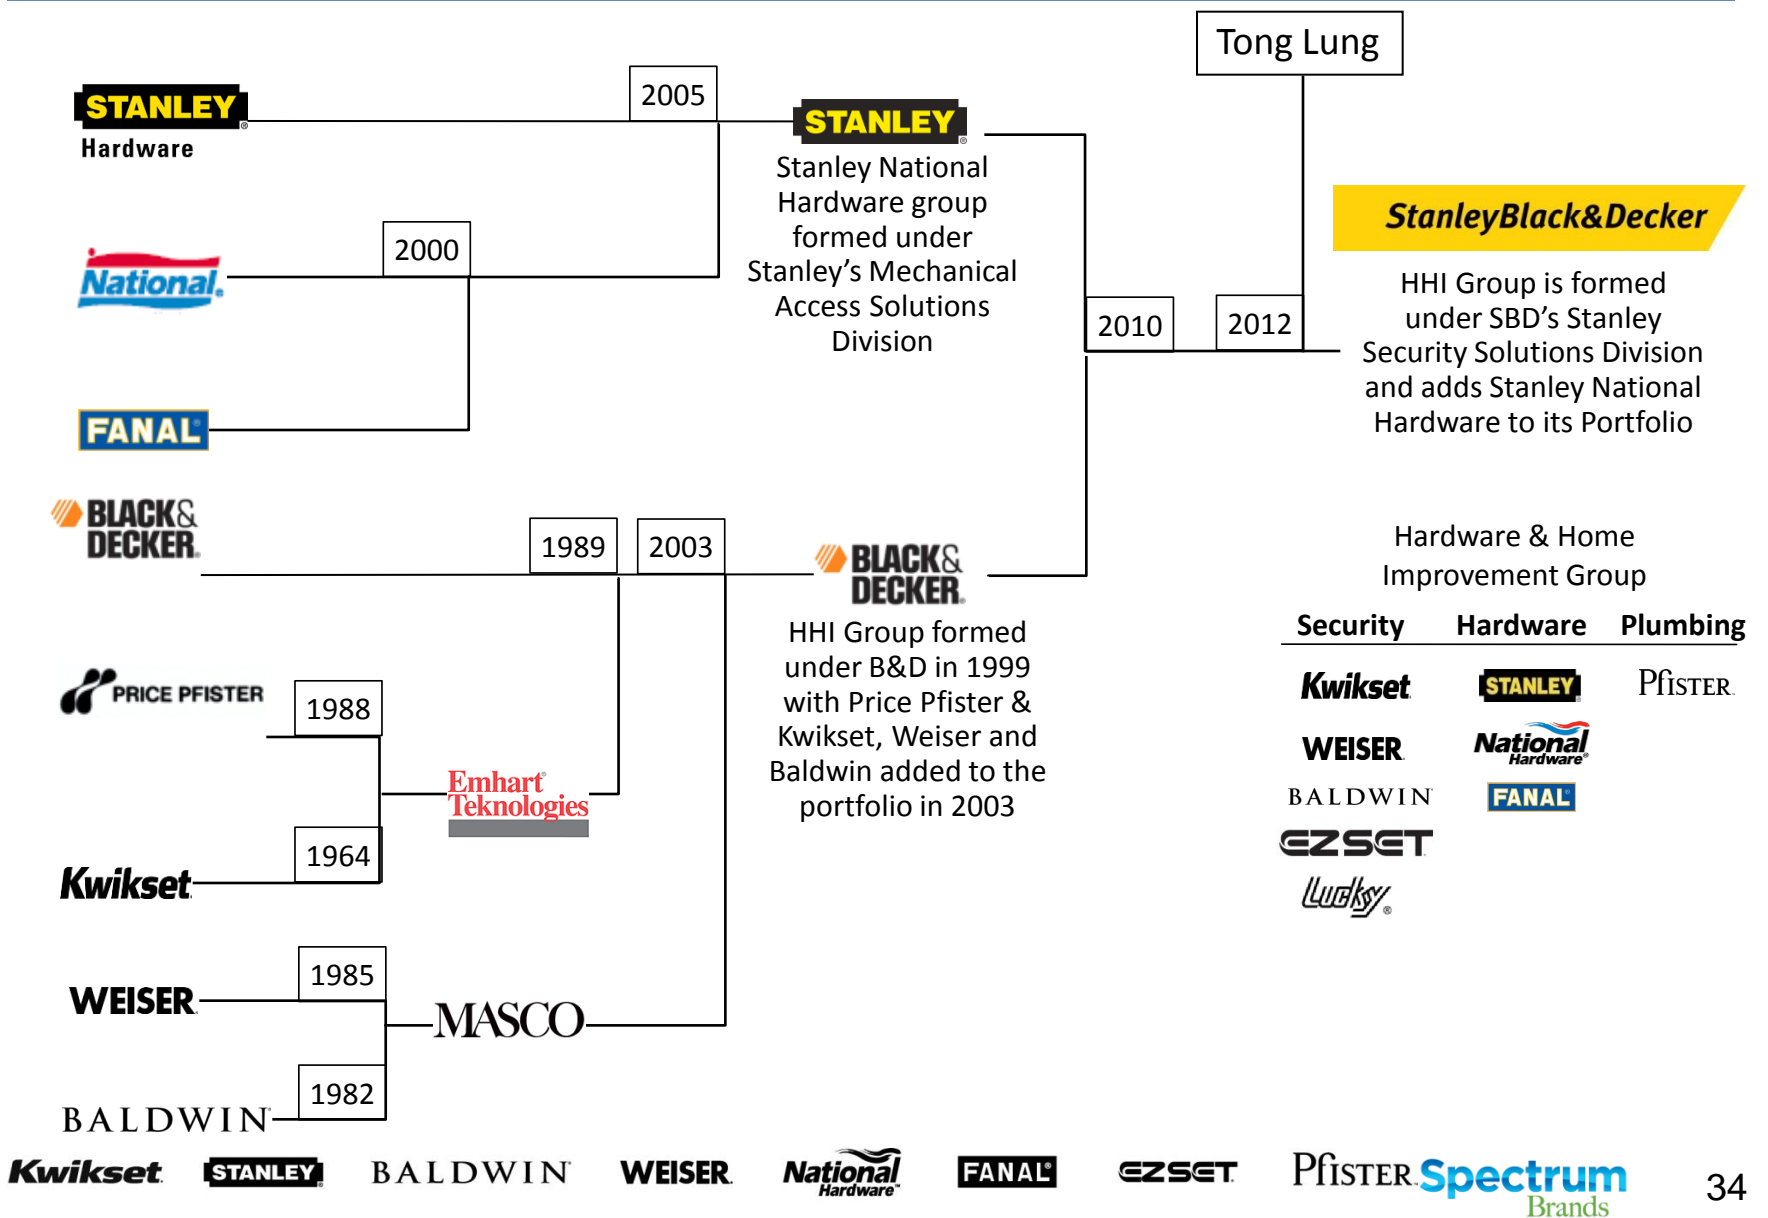 Tong Lung
2005
STANLEY®
Hardware
STANLEY®
Stanley National
Hardware group
formed under
Stanley’s Mechanical
Access Solutions
Division
2000
National®
FANAL®
StanleyBlack&Decker
HHI Group is formed
under SBD’s Stanley
Security Solutions Division
and adds Stanley National
Hardware to its Portfolio
2010
2012
BLACK&
DECKER®
1989
2003
BLACK&
DECKER®
HHI Group formed
under B&D in 1999
with Price Pfister &
Kwikset, Weiser and
Baldwin added to the
portfolio in 2003
PRICE PFISTER
1988
Emhart®
Teknologies
Kwikset
1964
WEISER
1985
MASCO
BALDWIN
1982
Hardware & Home
Improvement Group
Security Hardware Plumbing
Kwikset STANLEY Pfister
WEISER National
Hardware®
BALDWIN FANAL®
EZSET
Lucky®
Kwikset STANLEY BALDWIN WEISER National
Hardware™ FANAL® EZSET Pfister Spectrum
Brands
34